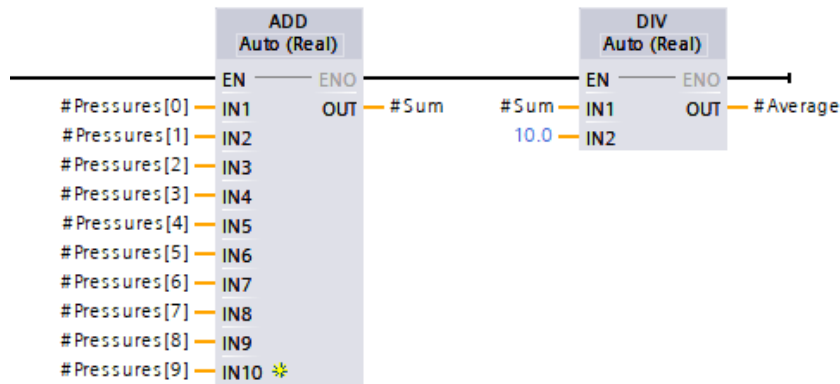 ADD
Auto (Real)
DIV
Auto (Real)
EN ENO
EN ENO
#Pressures[0] IN1 OUT #Sum
#Sum IN1 OUT #Average
#Pressures[1] IN2
10.0 IN2
#Pressures[2] IN3
#Pressures[3] IN4
#Pressures[4] IN5
#Pressures[5] IN6
#Pressures[6] IN7
#Pressures[7] IN8
#Pressures[8] IN9
#Pressures[9] IN10